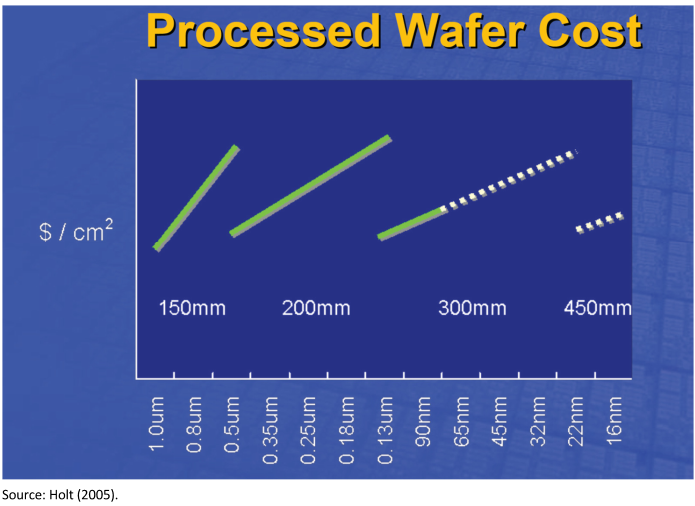 Processed Wafer Cost
$ / cm²
150mm
200mm
300mm
450mm
1.0um
0.8um
0.5um
0.35um
0.25um
0.18um
0.13um
90nm
65nm
45nm
32nm
22nm
16nm
Source: Holt (2005).